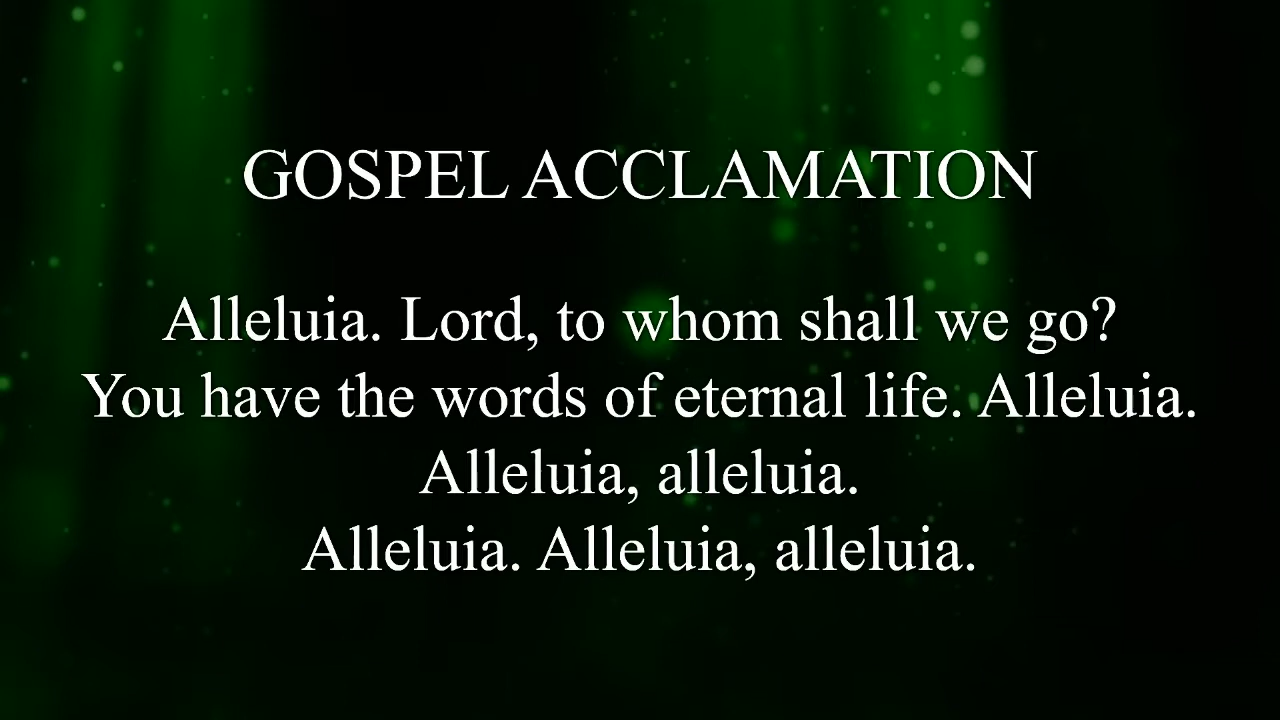 GOSPEL ACCLAMATION
Alleluia. Lord, to whom shall we go?
You have the words of eternal life. Alleluia.
Alleluia, alleluia.
Alleluia. Alleluia, alleluia.